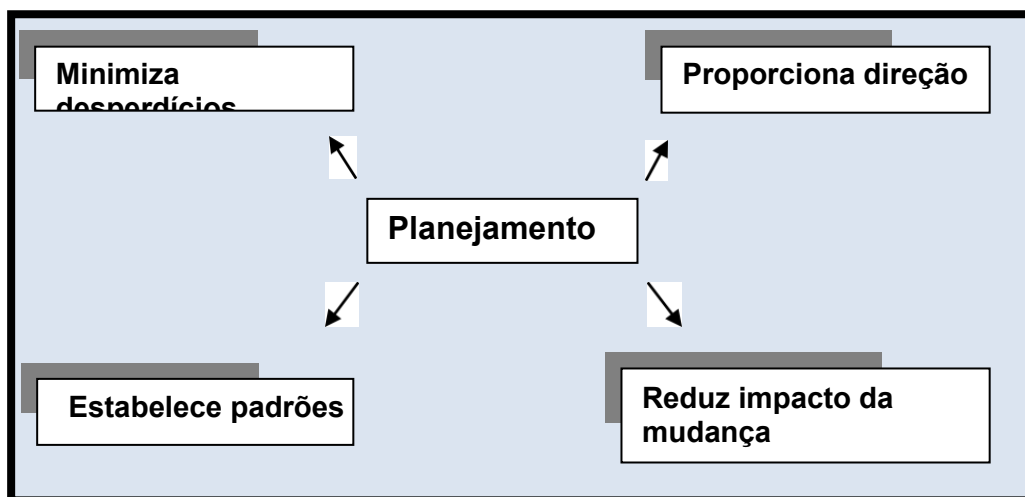 Minimiza
desperdícios
Proporciona direção
Planejamento
Estabelece padrões
Reduz impacto da
mudança